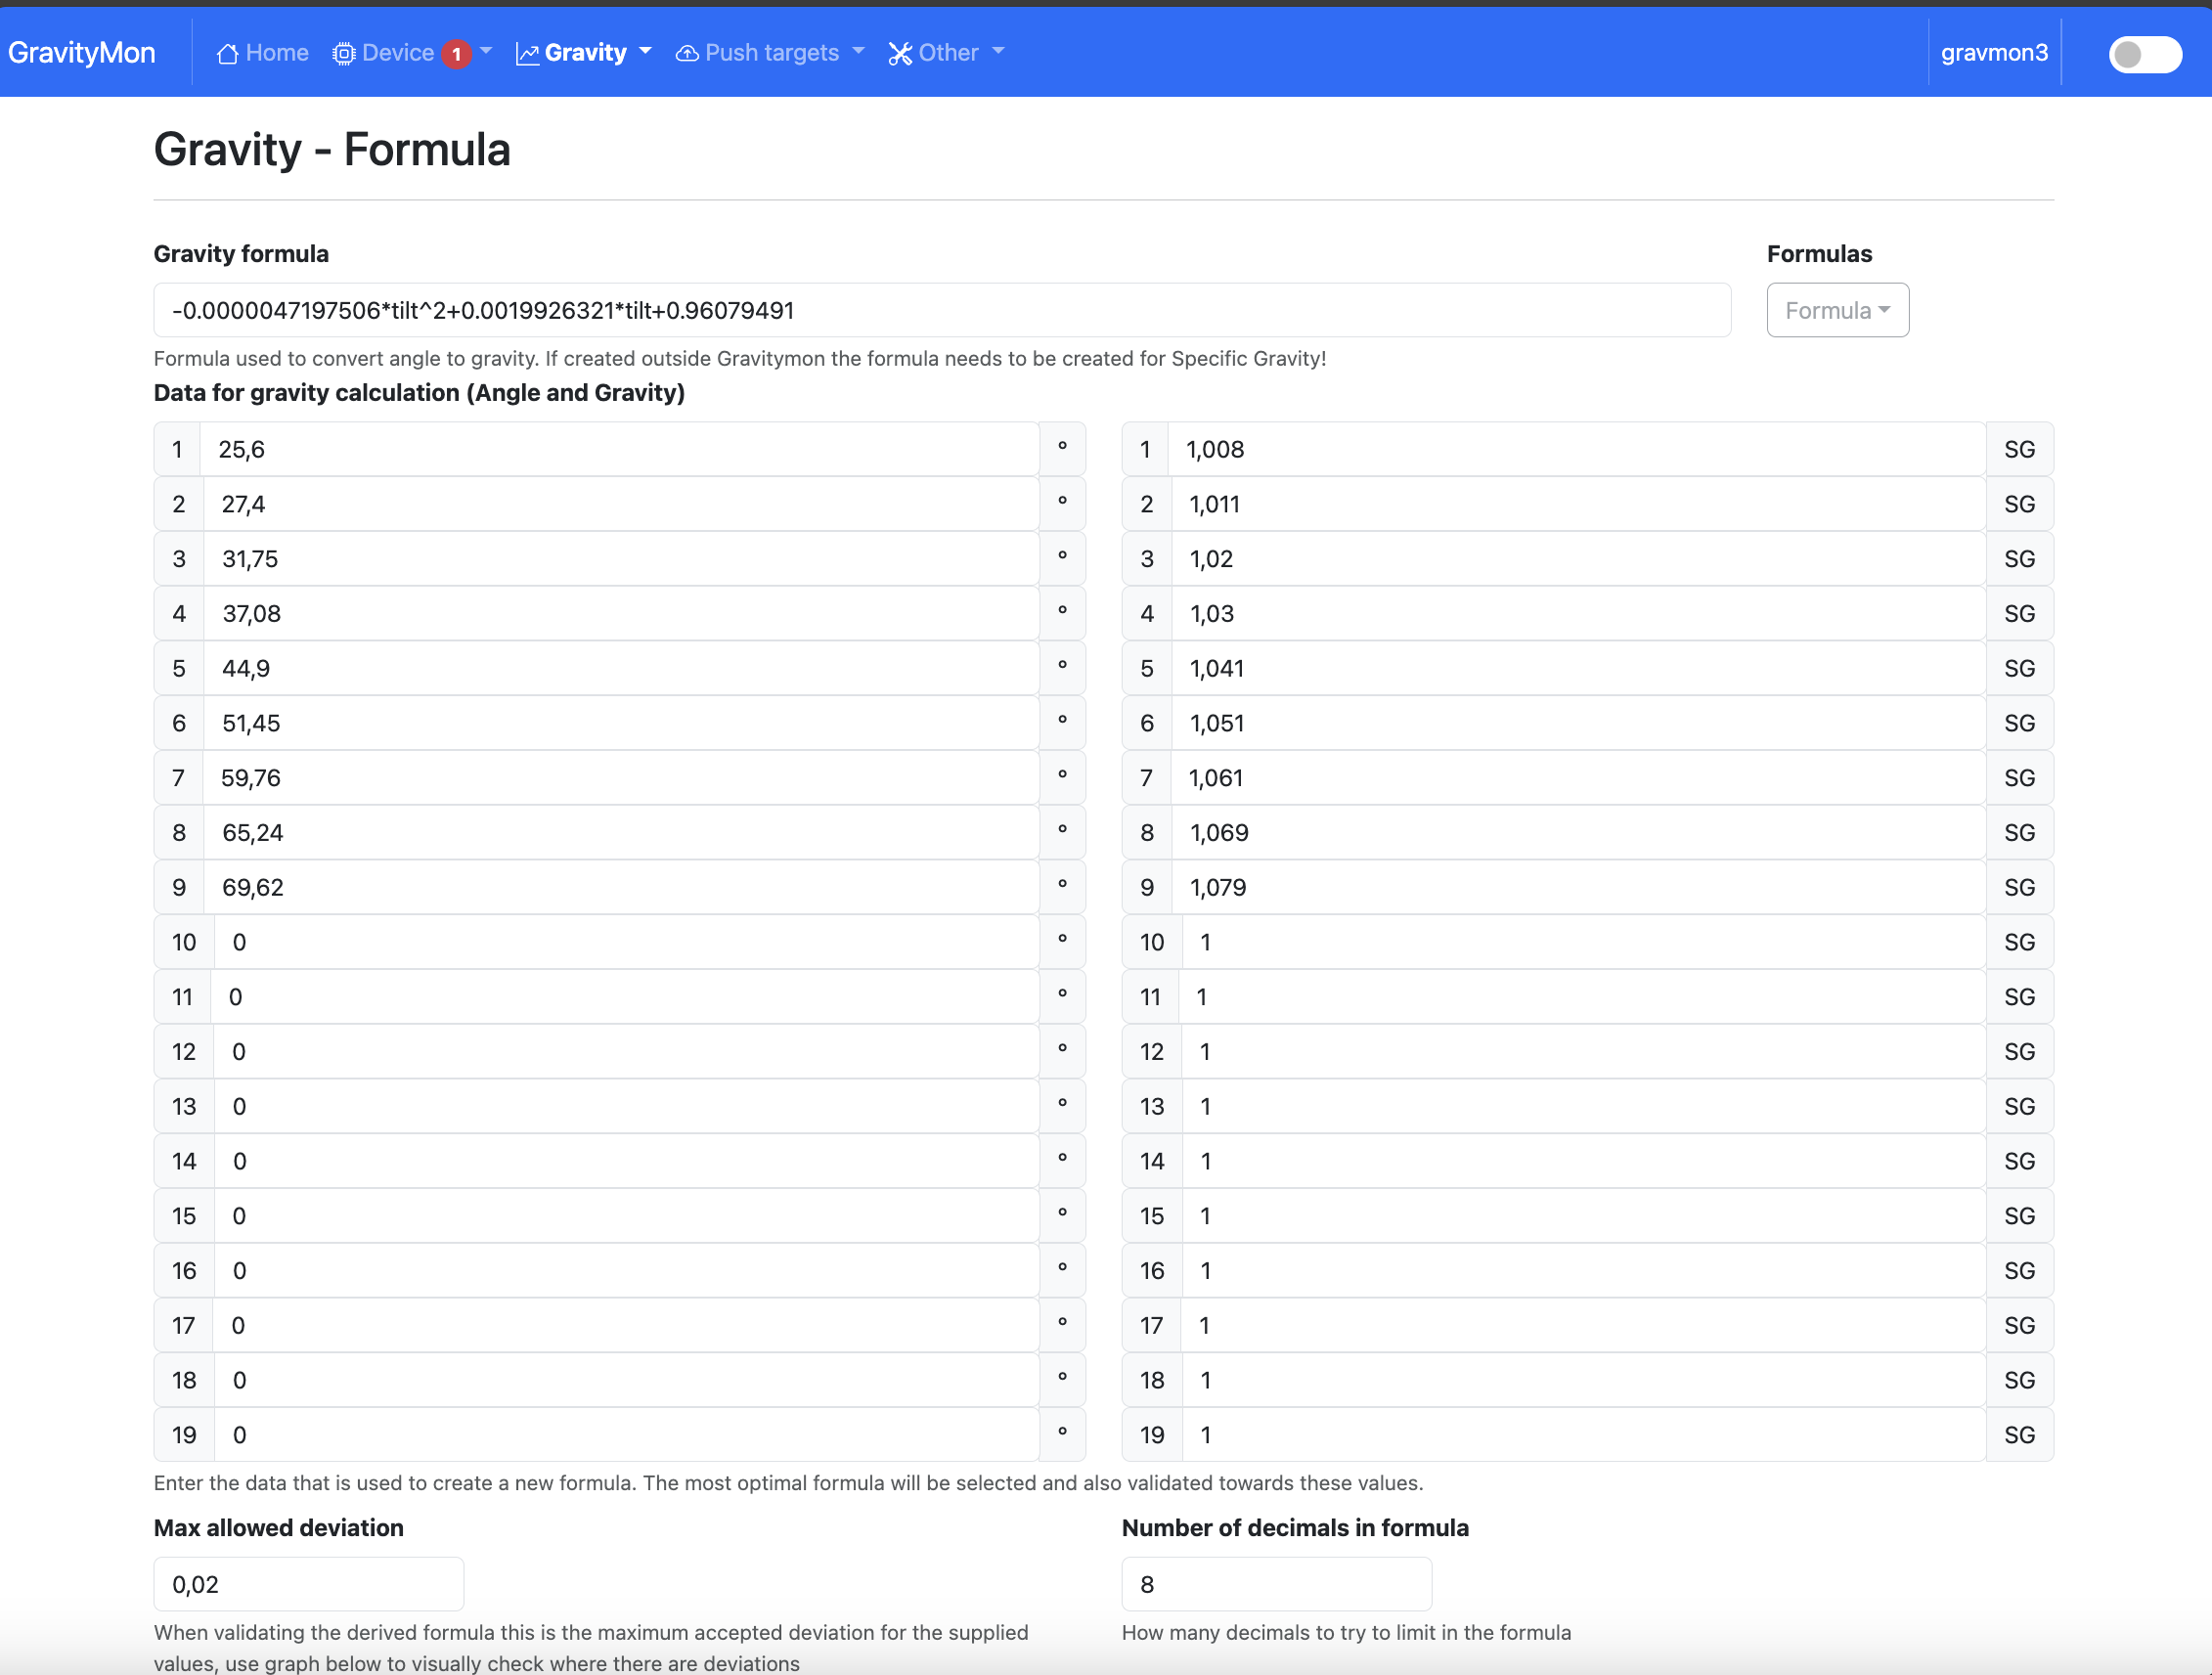 GravityMon Home Device 1 Gravity Push targets Other gravmon3
Gravity - Formula
Gravity formula Formulas
-0.0000047197506*tilt^2+0.0019926321*tilt+0.96079491 Formula
Formula used to convert angle to gravity. If created outside Gravitymon the formula needs to be created for Specific Gravity!
Data for gravity calculation (Angle and Gravity)
1 25,6 ° 1 1,008 SG
2 27,4 ° 2 1,011 SG
3 31,75 ° 3 1,02 SG
4 37,08 ° 4 1,03 SG
5 44,9 ° 5 1,041 SG
6 51,45 ° 6 1,051 SG
7 59,76 ° 7 1,061 SG
8 65,24 ° 8 1,069 SG
9 69,62 ° 9 1,079 SG
10 0 ° 10 1 SG
11 0 ° 11 1 SG
12 0 ° 12 1 SG
13 0 ° 13 1 SG
14 0 ° 14 1 SG
15 0 ° 15 1 SG
16 0 ° 16 1 SG
17 0 ° 17 1 SG
18 0 ° 18 1 SG
19 0 ° 19 1 SG
Enter the data that is used to create a new formula. The most optimal formula will be selected and also validated towards these values.
Max allowed deviation Number of decimals in formula
0,02 8
When validating the derived formula this is the maximum accepted deviation for the supplied How many decimals to try to limit in the formula
values, use graph below to visually check where there are deviations